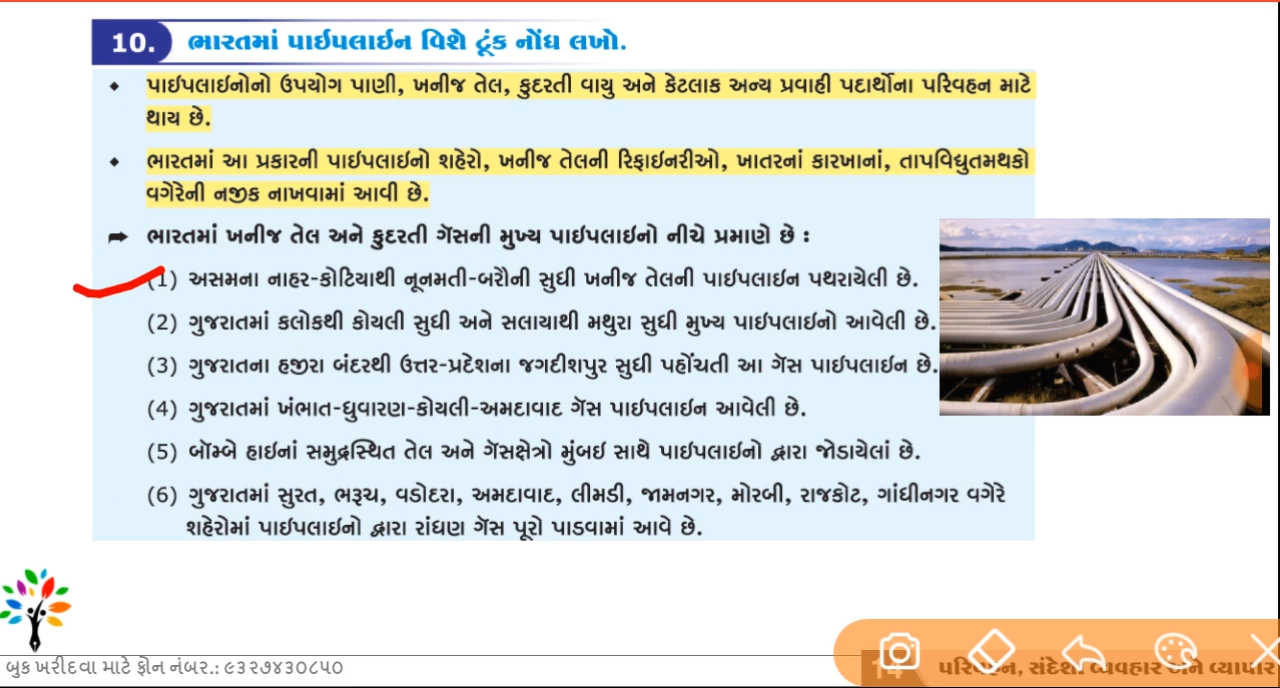 10. ભારતમાં પાઈપલાઈન વિશે ટૂંક નોંધ લખો.
♦ પાઈપલાઈનોનો ઉપયોગ પાણી, ખનીજ તેલ, કુદરતી વાયુ અને કેટલાક અન્ય પ્રવાહી પદાર્થોના પરિવહન માટે
થાય છે.
♦ ભારતમાં આ પ્રકારની પાઈપલાઈનો શહેરો, ખનીજ તેલની રિફાઈનરીઓ, ખાતરનાં કારખાનાં, તાપવિદ્યુતમથકો
વગેરેની નજીક નાખવામાં આવી છે.
➡ ભારતમાં ખનીજ તેલ અને કુદરતી ગૅસની મુખ્ય પાઈપલાઈનો નીચે પ્રમાણે છે :
(1) અસમના નાહર-કોટિયાથી નૂનમતી-બરૌની સુધી ખનીજ તેલની પાઈપલાઈન પથરાયેલી છે.
(2) ગુજરાતમાં કલોકથી કોયલી સુધી અને સલાયાથી મથુરા સુધી મુખ્ય પાઈપલાઈનો આવેલી છે.
(3) ગુજરાતના હજીરા બંદરથી ઉત્તર-પ્રદેશના જગદીશપુર સુધી પહોંચતી આ ગૅસ પાઈપલાઈન છે.
(4) ગુજરાતમાં ખંભાત-ધુવારણ-કોયલી-અમદાવાદ ગૅસ પાઈપલાઈન આવેલી છે.
(5) બૉમ્બે હાઈનાં સમુદ્રસ્થિત તેલ અને ગૅસક્ષેત્રો મુંબઈ સાથે પાઈપલાઈનો દ્વારા જોડાયેલાં છે.
(6) ગુજરાતમાં સુરત, ભરૂચ, વડોદરા, અમદાવાદ, લીમડી, જામનગર, મોરબી, રાજકોટ, ગાંધીનગર વગેરે
શહેરોમાં પાઈપલાઈનો દ્વારા રાંધણ ગૅસ પૂરો પાડવામાં આવે છે.
બુક ખરીદવા માટે ફોન નંબર.: ૯૩૨૭૪૩૦૮૫૦
14 પરિવહન, સંદેશાવ્યવહાર અને વ્યાપાર